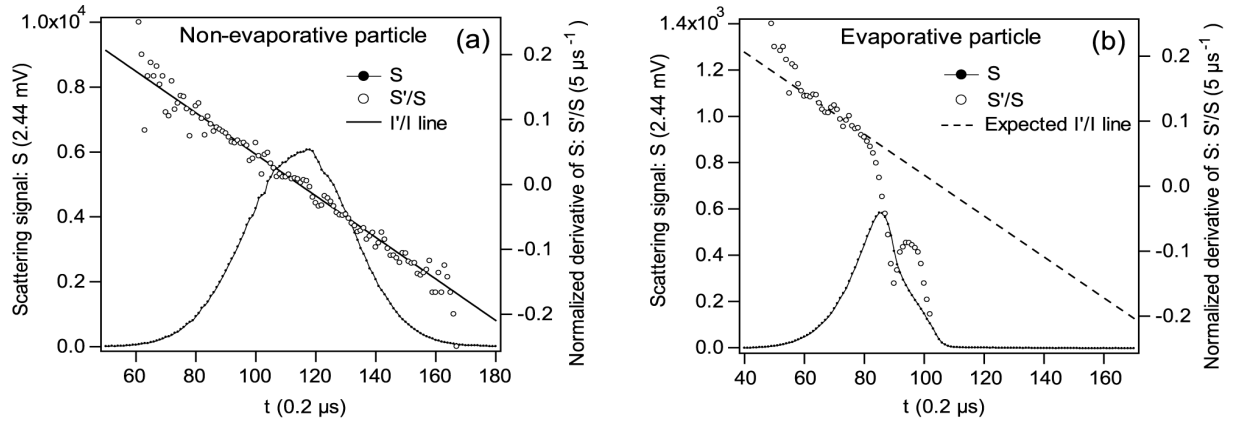 Non-evaporative particle (a)
S
S'/S
I'/I line
Scattering signal: S (2.44 mV)
1.0x10⁴
0.8
0.6
0.4
0.2
0.0
Normalized derivative of S: S'/S (5 µs⁻¹ )
0.2
0.1
0.0
-0.1
-0.2
60 80 100 120 140 160 180
t (0.2 µs)
Evaporative particle (b)
S
S'/S
Expected I'/I line
Scattering signal: S (2.44 mV)
1.4x10³
1.2
1.0
0.8
0.6
0.4
0.2
0.0
Normalized derivative of S: S'/S (5 µs⁻¹ )
0.2
0.1
0.0
-0.1
-0.2
40 60 80 100 120 140 160
t (0.2 µs)